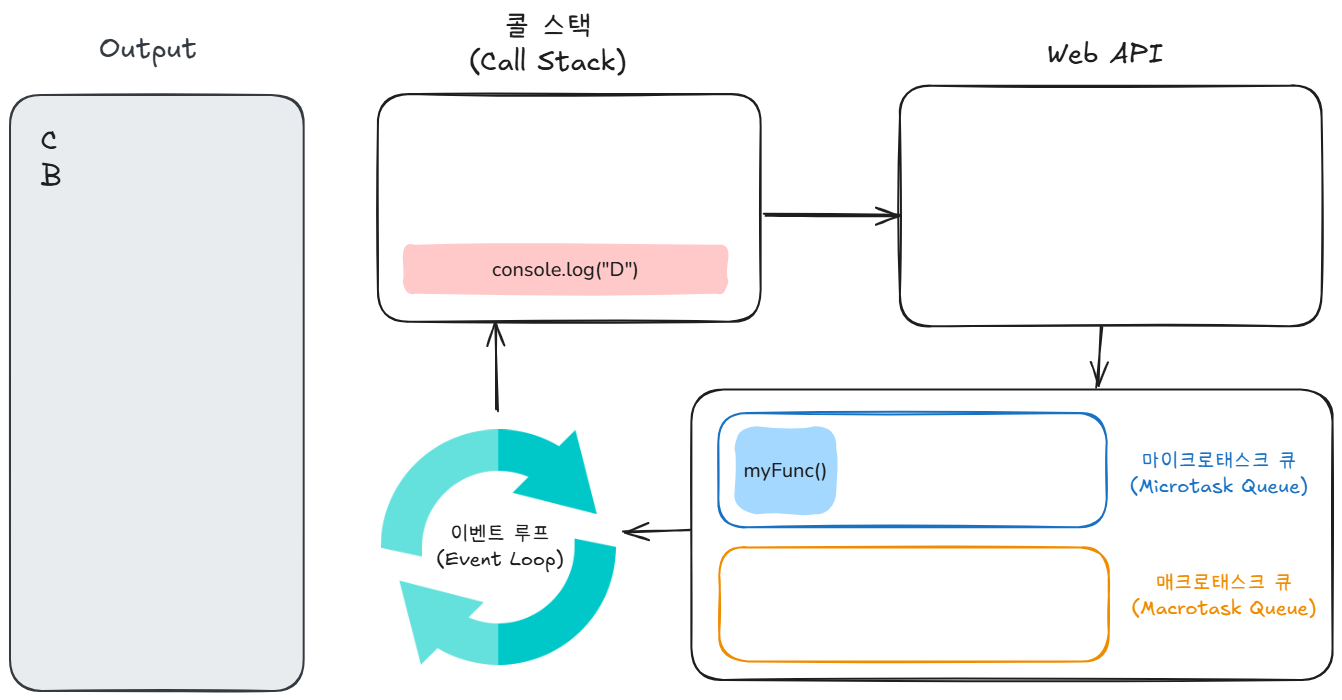 Output
콜 스택
(Call Stack)
Web API
C
B
console.log("D")
myFunc()
마이크로태스크 큐
(Microtask Queue)
이벤트 루프
(Event Loop)
매크로태스크 큐
(Macrotask Queue)